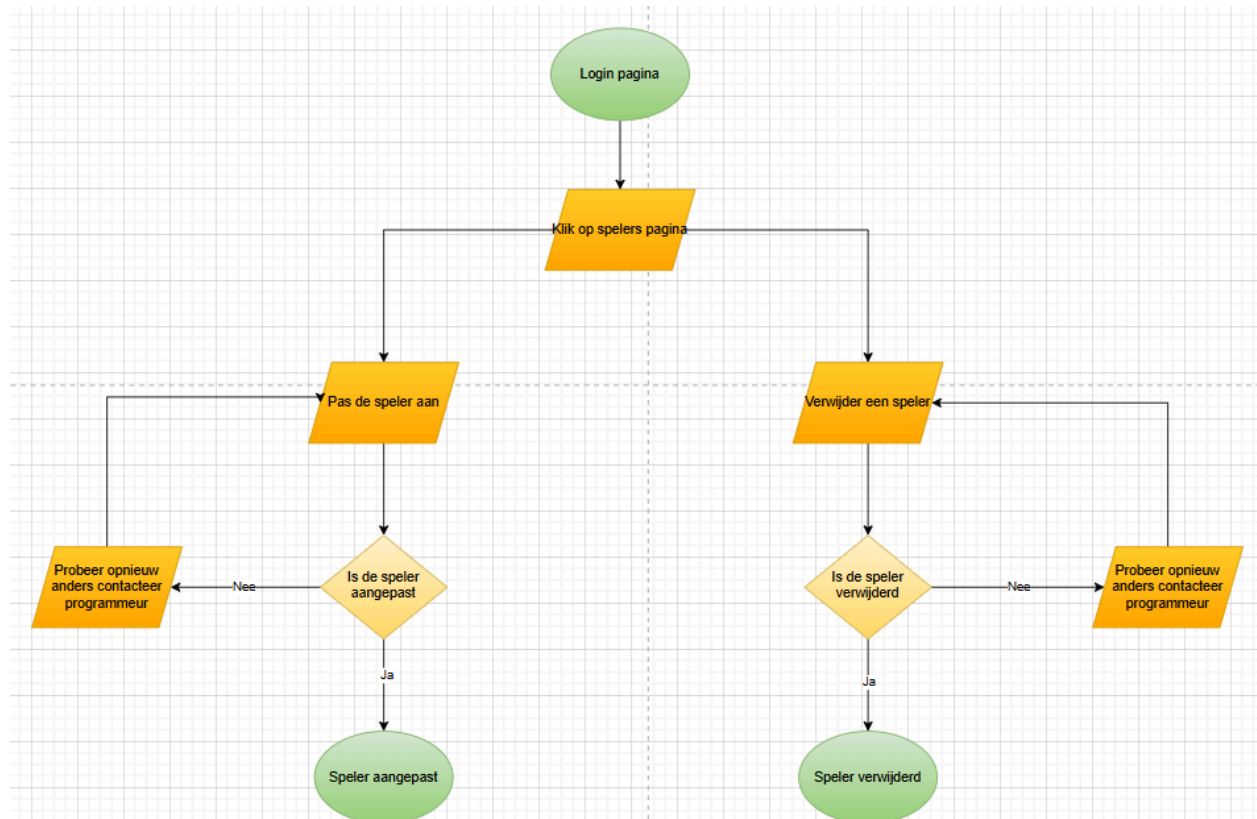 Login pagina
Klik op spelers pagina
Pas de speler aan
Verwijder een speler
Probeer opnieuw
anders contacteer
programmeur
Nee
Is de speler
aangepast
Is de speler
verwijderd
Nee
Probeer opnieuw
anders contacteer
programmeur
Ja
Ja
Speler aangepast
Speler verwijderd